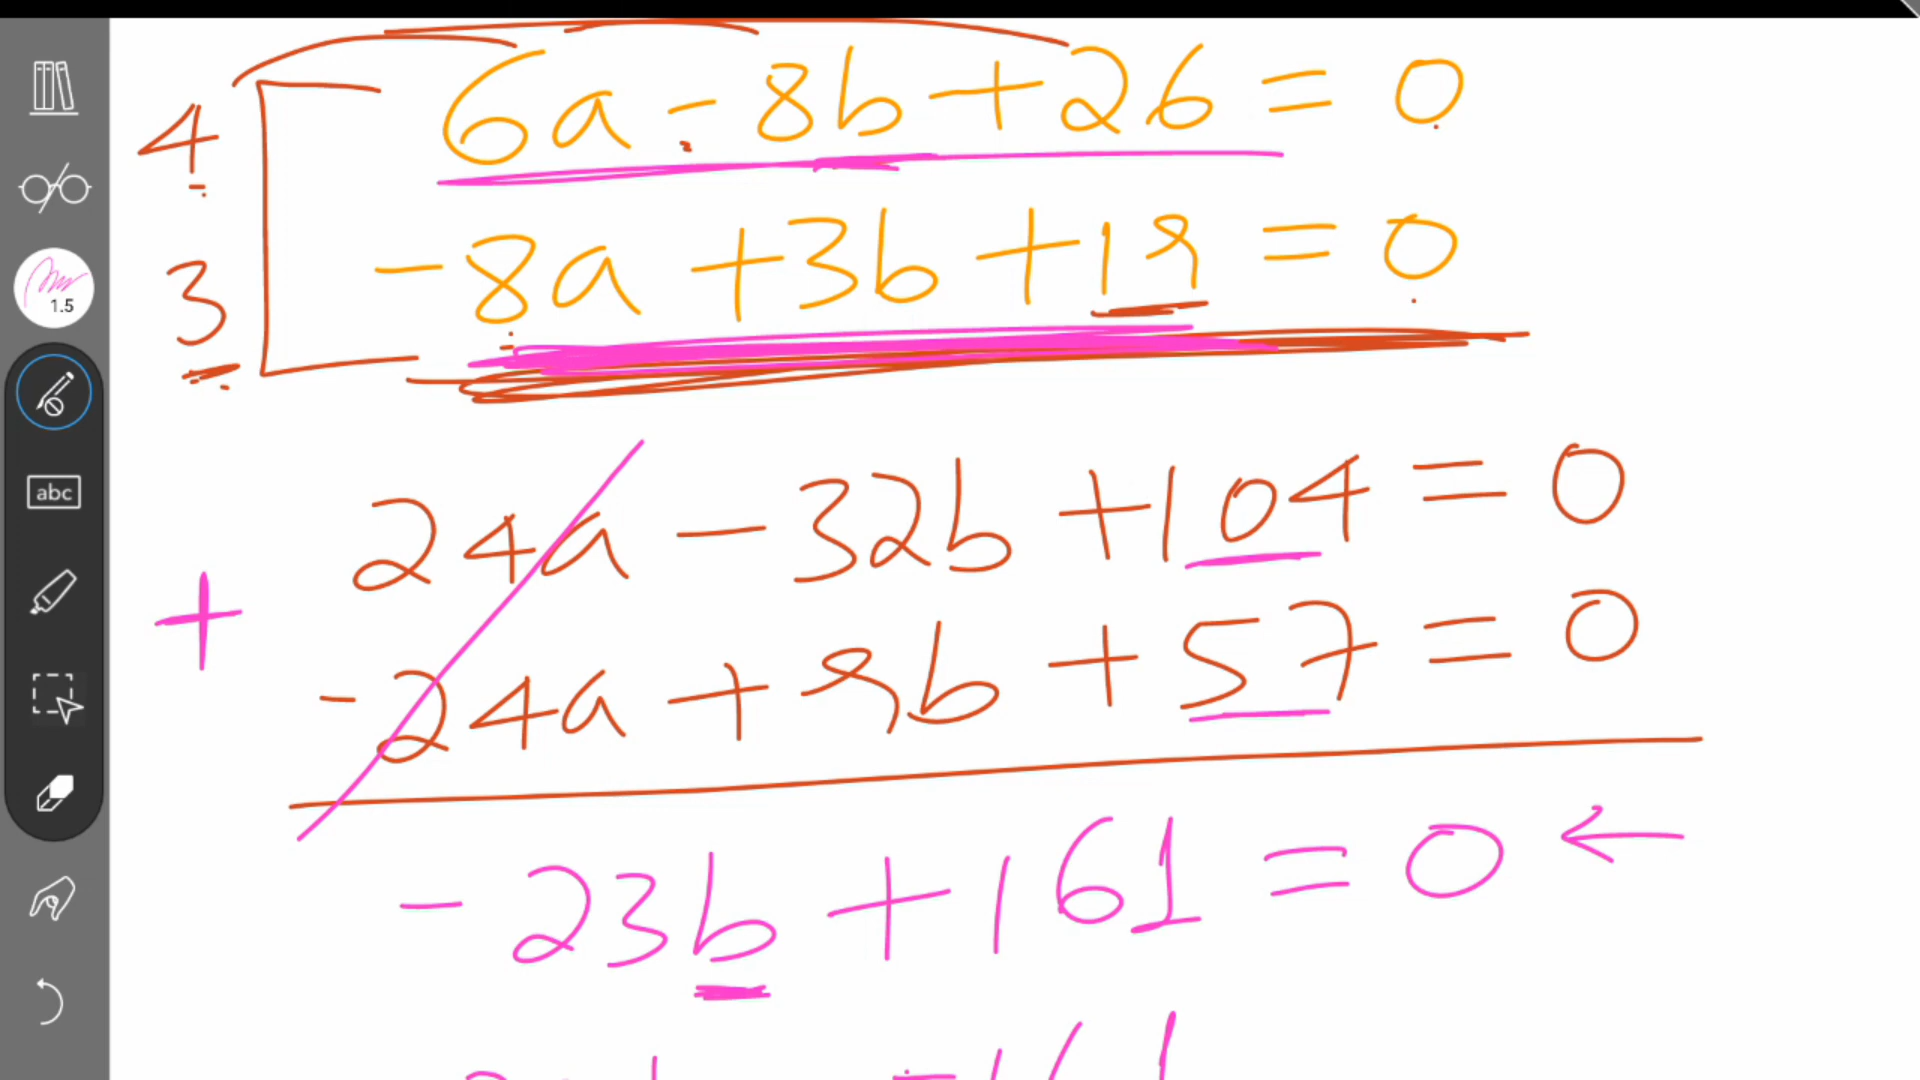 4 6a - 8b + 26 = 0
3 -8a + 3b + 19 = 0
1.5
abc
24a - 32b + 104 = 0
+ -24a + 9b + 57 = 0
-23b + 161 = 0 ←